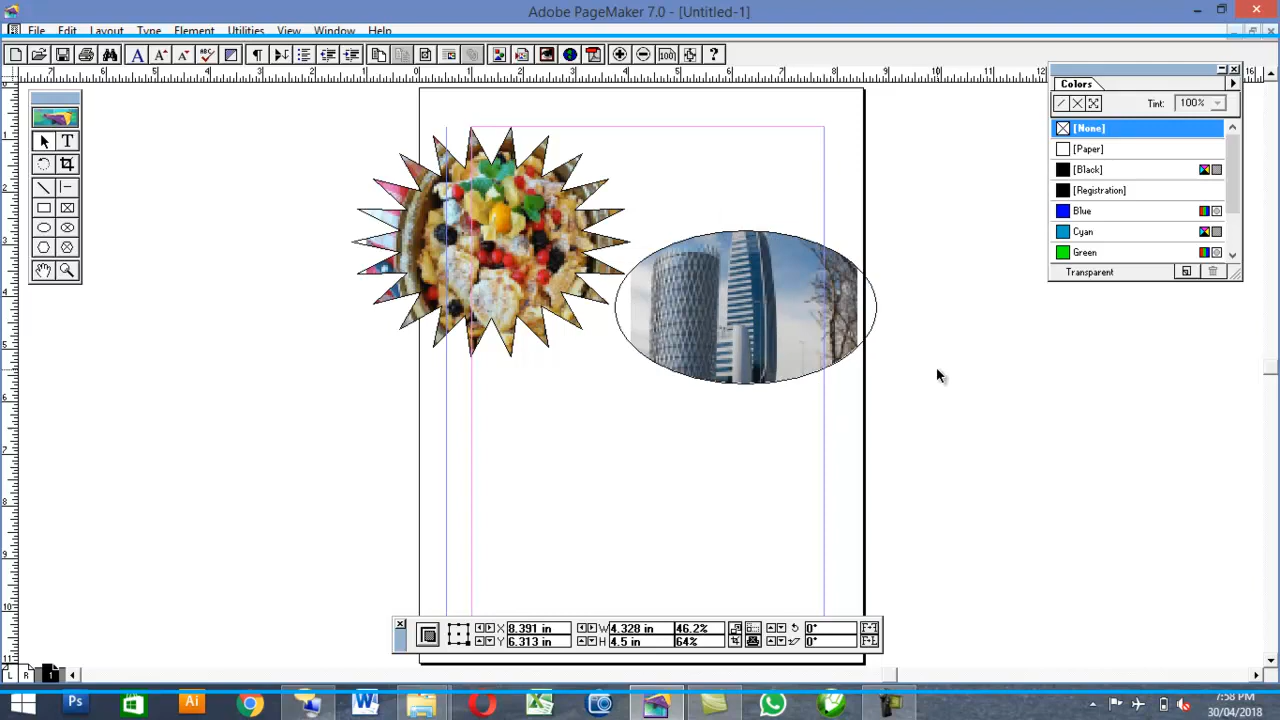 Adobe PageMaker 7.0 - [Untitled-1]
File Edit Layout Type Element Utilities View Window Help
Colors
Tint: 100%
[None]
[Paper]
[Black]
[Registration]
Blue
Cyan
Green
Transparent
X 8.391 in W 4.328 in 46.2% 0°
Y 6.313 in H 4.5 in 64% 0°
L R 1
7:58 PM
30/04/2018